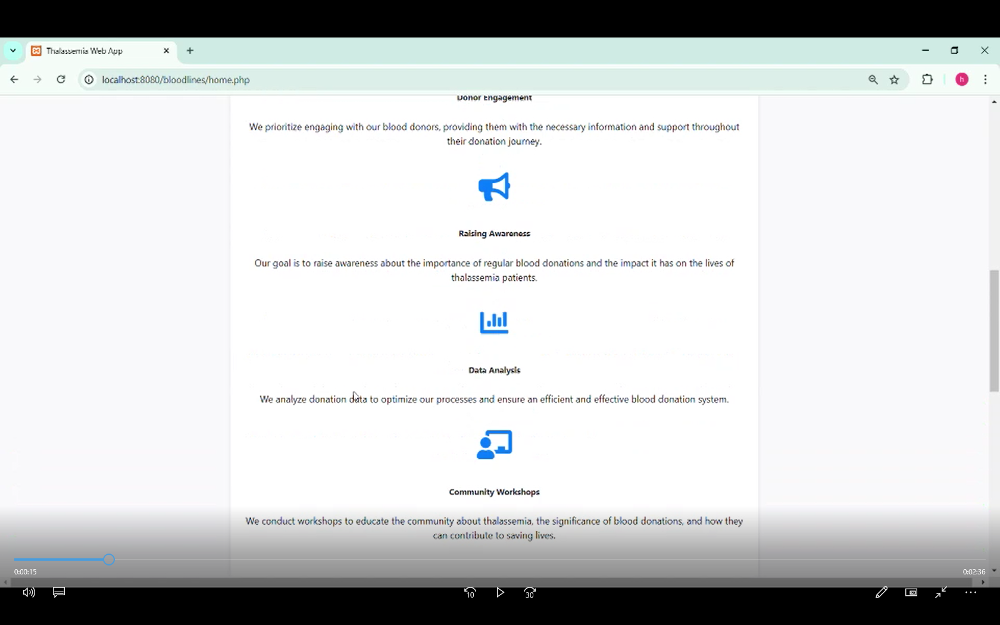 Thalassemia Web App
localhost:8080/bloodlines/home.php
h
Donor Engagement
We prioritize engaging with our blood donors, providing them with the necessary information and support throughout
their donation journey.
Raising Awareness
Our goal is to raise awareness about the importance of regular blood donations and the impact it has on the lives of
thalassemia patients.
Data Analysis
We analyze donation data to optimize our processes and ensure an efficient and effective blood donation system.
Community Workshops
We conduct workshops to educate the community about thalassemia, the significance of blood donations, and how they
can contribute to saving lives.
0:00:15
0:02:36
10
30